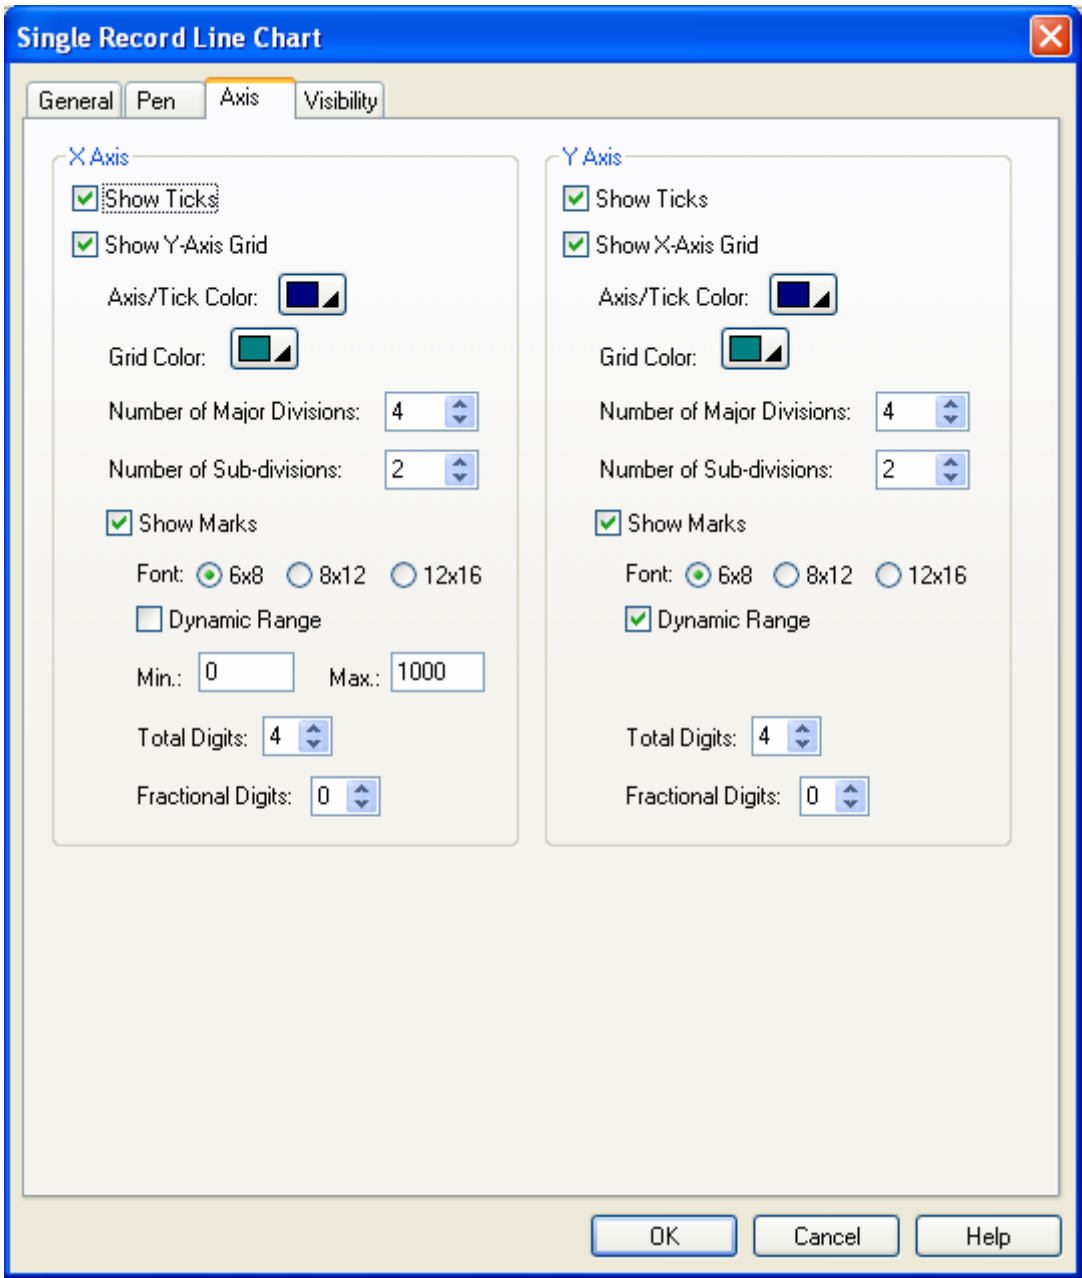 Single Record Line Chart
General Pen Axis Visibility
X Axis
Show Ticks
Show Y-Axis Grid
Axis/Tick Color:
Grid Color:
Number of Major Divisions: 4
Number of Sub-divisions: 2
Show Marks
Font: 6x8 8x12 12x16
Dynamic Range
Min.: 0 Max.: 1000
Total Digits: 4
Fractional Digits: 0
Y Axis
Show Ticks
Show X-Axis Grid
Axis/Tick Color:
Grid Color:
Number of Major Divisions: 4
Number of Sub-divisions: 2
Show Marks
Font: 6x8 8x12 12x16
Dynamic Range
Total Digits: 4
Fractional Digits: 0
OK Cancel Help